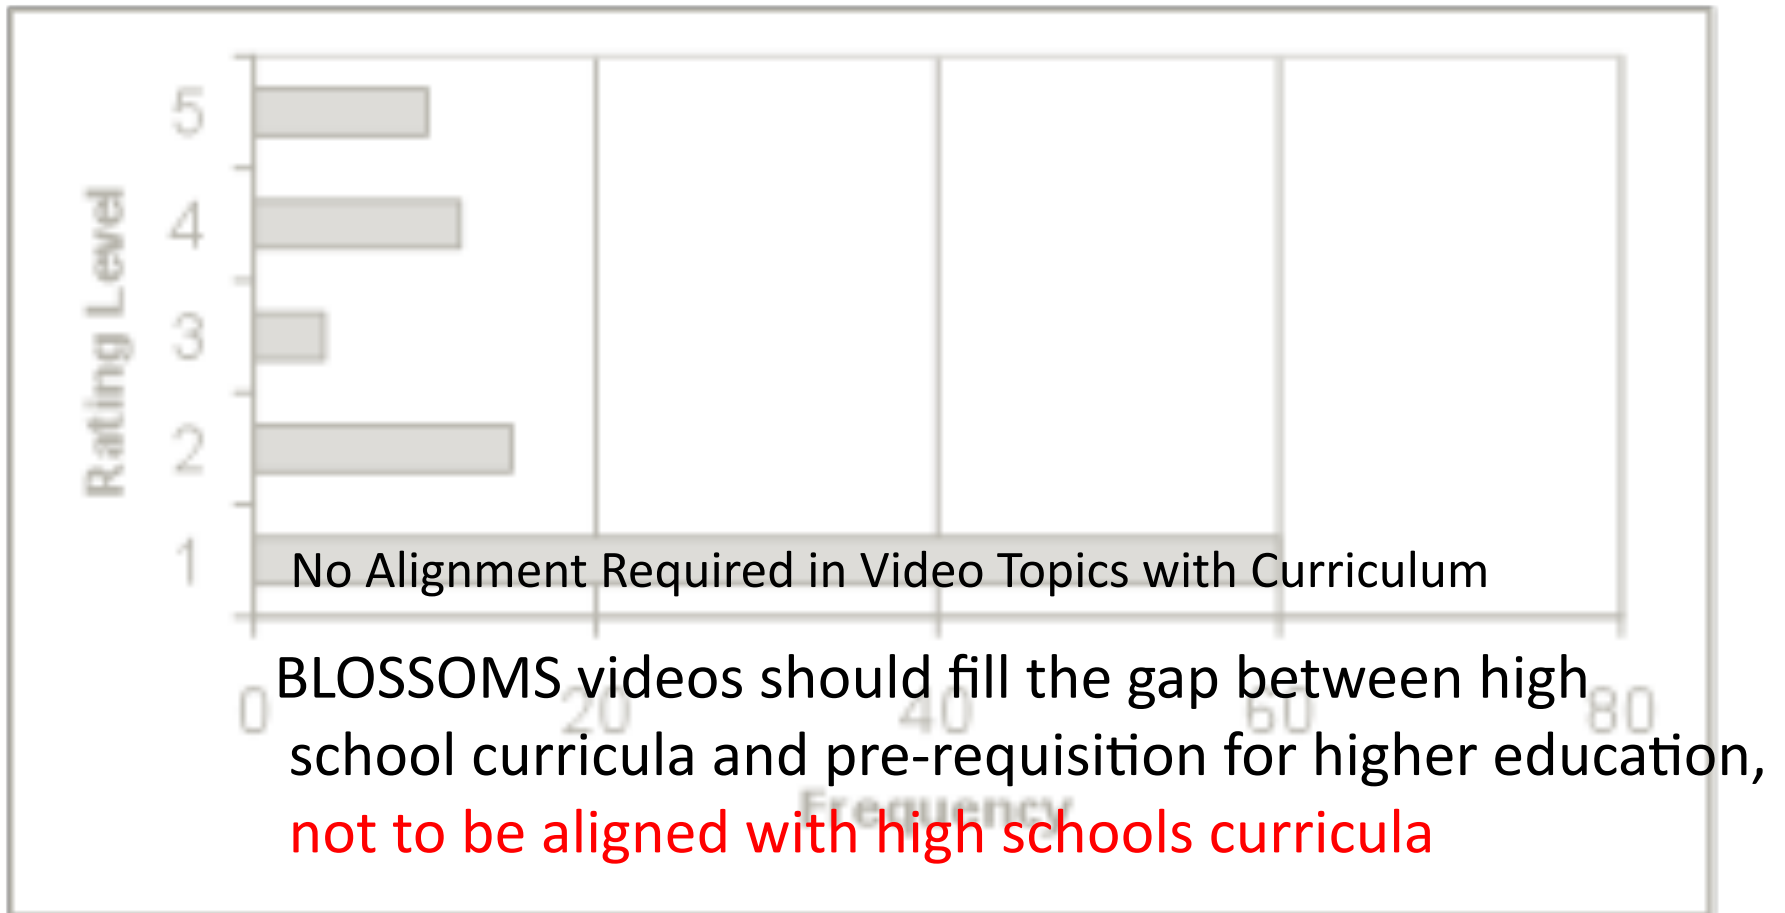 5
4
3
2
1
Rating Level
No Alignment Required in Video Topics with Curriculum
0 20 40 60 80
Frequency
BLOSSOMS videos should fill the gap between high
school curricula and pre-requisition for higher education,
not to be aligned with high schools curricula